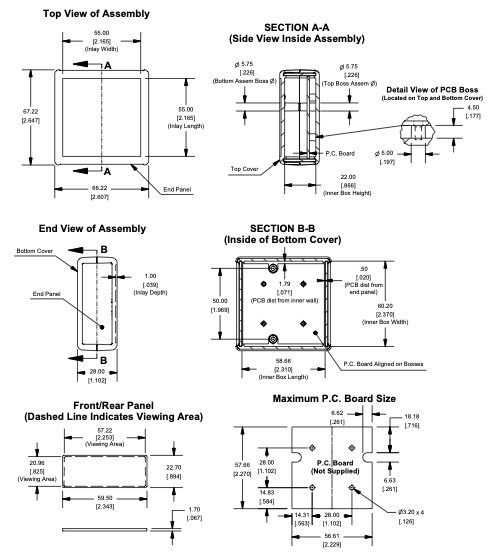 Top View of Assembly
55.00
[2.165]
(Inlay Width)
A
67.22
[2.647]
55.00
[2.165]
(Inlay Length)
A
66.22
[2.607]
End Panel
SECTION A-A
(Side View Inside Assembly)
ø 5.75
[.226]
(Bottom Assem Boss Ø)
ø 5.75
[.226]
(Top Boss Assem Ø)
Top Cover
P.C. Board
22.00
[.866]
(Inner Box Height)
Detail View of PCB Boss
(Located on Top and Bottom Cover)
4.50
[.177]
ø 5.00
[.197]
End View of Assembly
Bottom Cover
B
1.00
[.039]
(Inlay Depth)
End Panel
B
28.00
[1.102]
SECTION B-B
(Inside of Bottom Cover)
50.00
[1.969]
1.79
[.071]
(PCB dist from inner wall)
.50
[.020]
(PCB dist from
end panel)
60.20
[2.370]
(Inner Box Width)
58.66
[2.310]
(Inner Box Length)
P.C. Board Aligned on Bosses
Front/Rear Panel
(Dashed Line Indicates Viewing Area)
57.22
[2.253]
(Viewing Area)
20.96
[.825]
(Viewing Area)
22.70
[.894]
59.50
[2.343]
1.70
[.067]
Maximum P.C. Board Size
6.62
[.261]
18.18
[.716]
57.66
[2.270]
28.00
[1.102]
P.C. Board
(Not Supplied)
14.83
[.584]
6.63
[.261]
14.31
[.563]
28.00
[1.102]
Ø3.20 x 4
[.126]
56.61
[2.229]